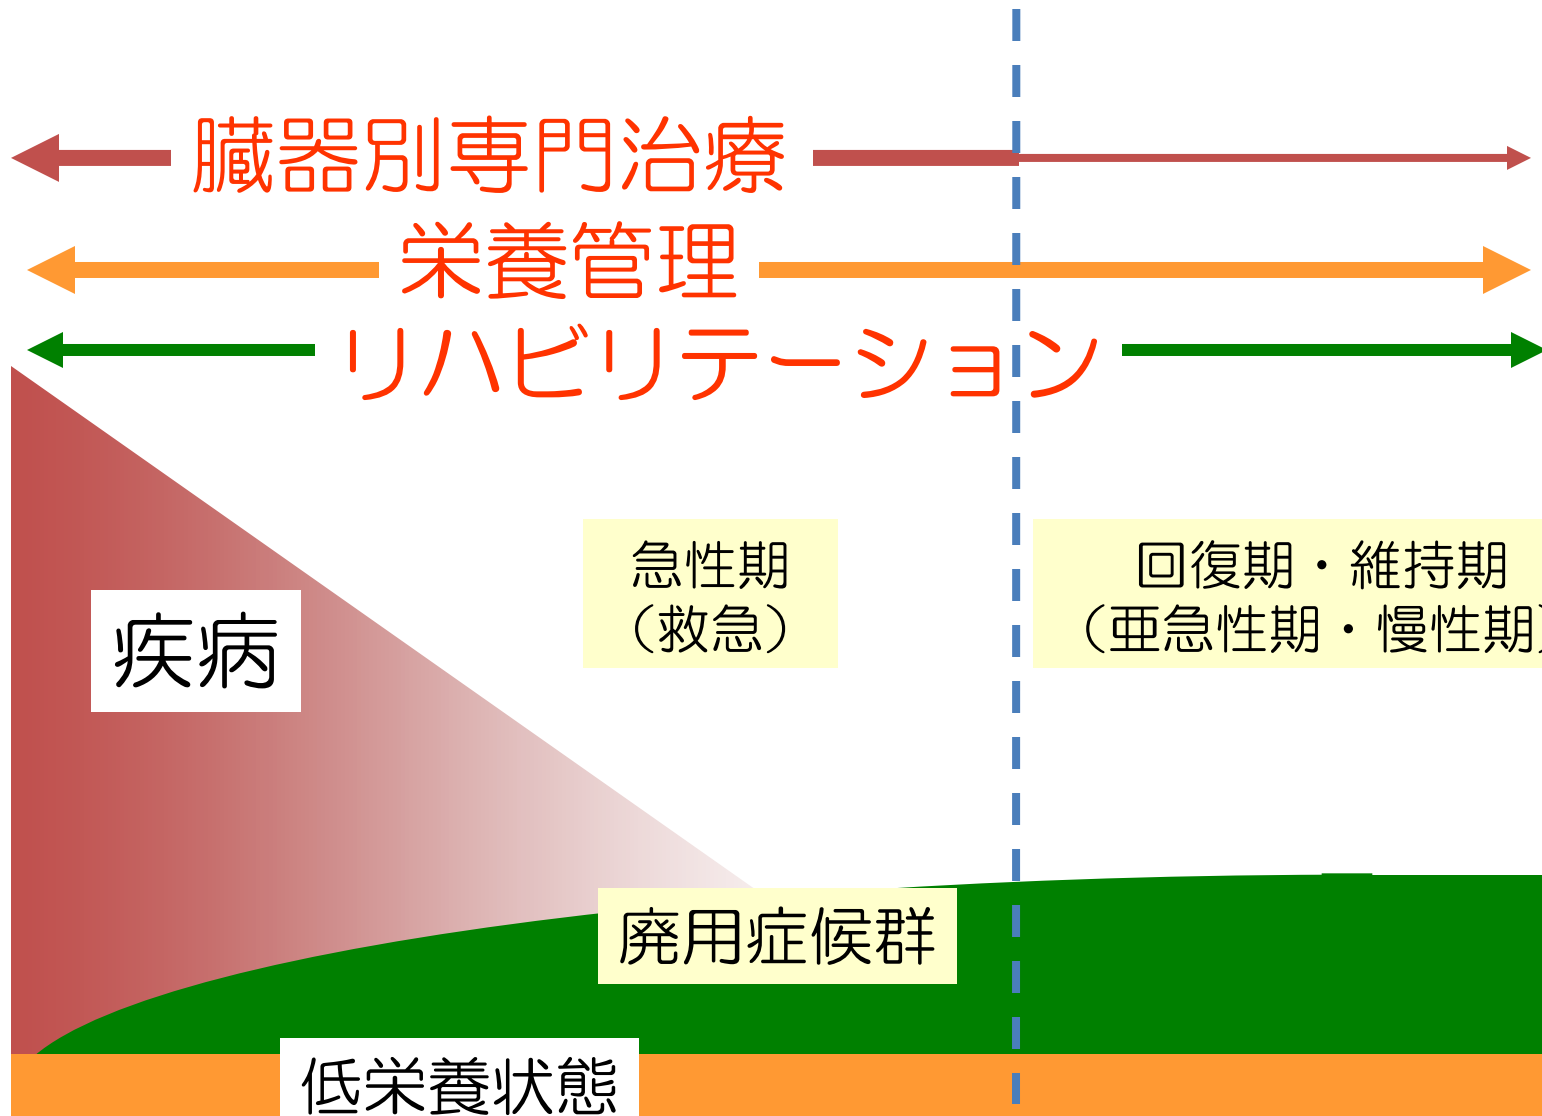 臓器別専門治療
栄養管理
リハビリテーション
急性期
（救急）
回復期・維持期
（亜急性期・慢性期）
疾病
廃用症候群
低栄養状態